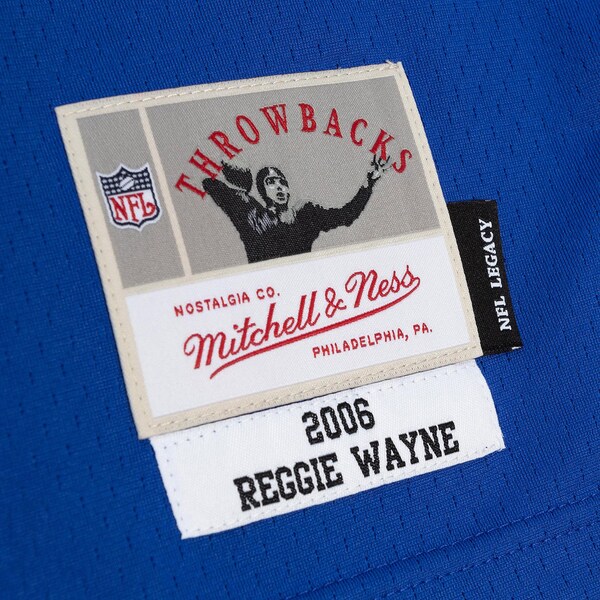 THROWBACKS
NFL
NOSTALGIA CO.
Mitchell & Ness
PHILADELPHIA, PA.
NFL LEGACY
2006
REGGIE WAYNE